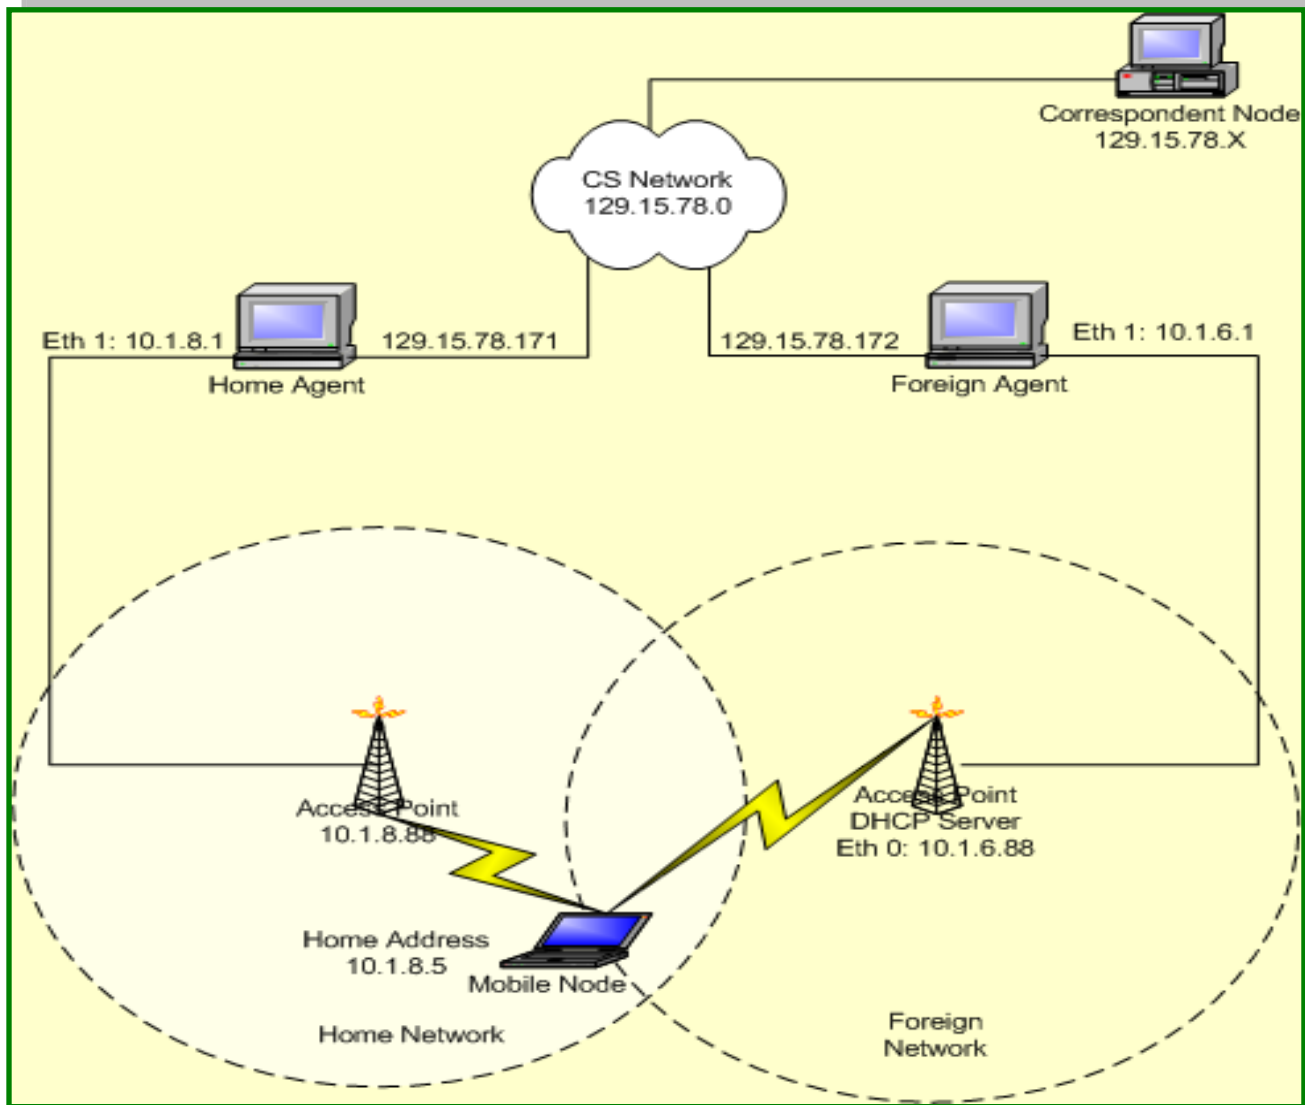 Correspondent Node
129.15.78.X
CS Network
129.15.78.0
Eth 1: 10.1.8.1
129.15.78.171
Home Agent
129.15.78.172
Eth 1: 10.1.6.1
Foreign Agent
Access Point
10.1.8.88
Access Point
DHCP Server
Eth 0: 10.1.6.88
Home Address
10.1.8.5
Mobile Node
Home Network
Foreign
Network